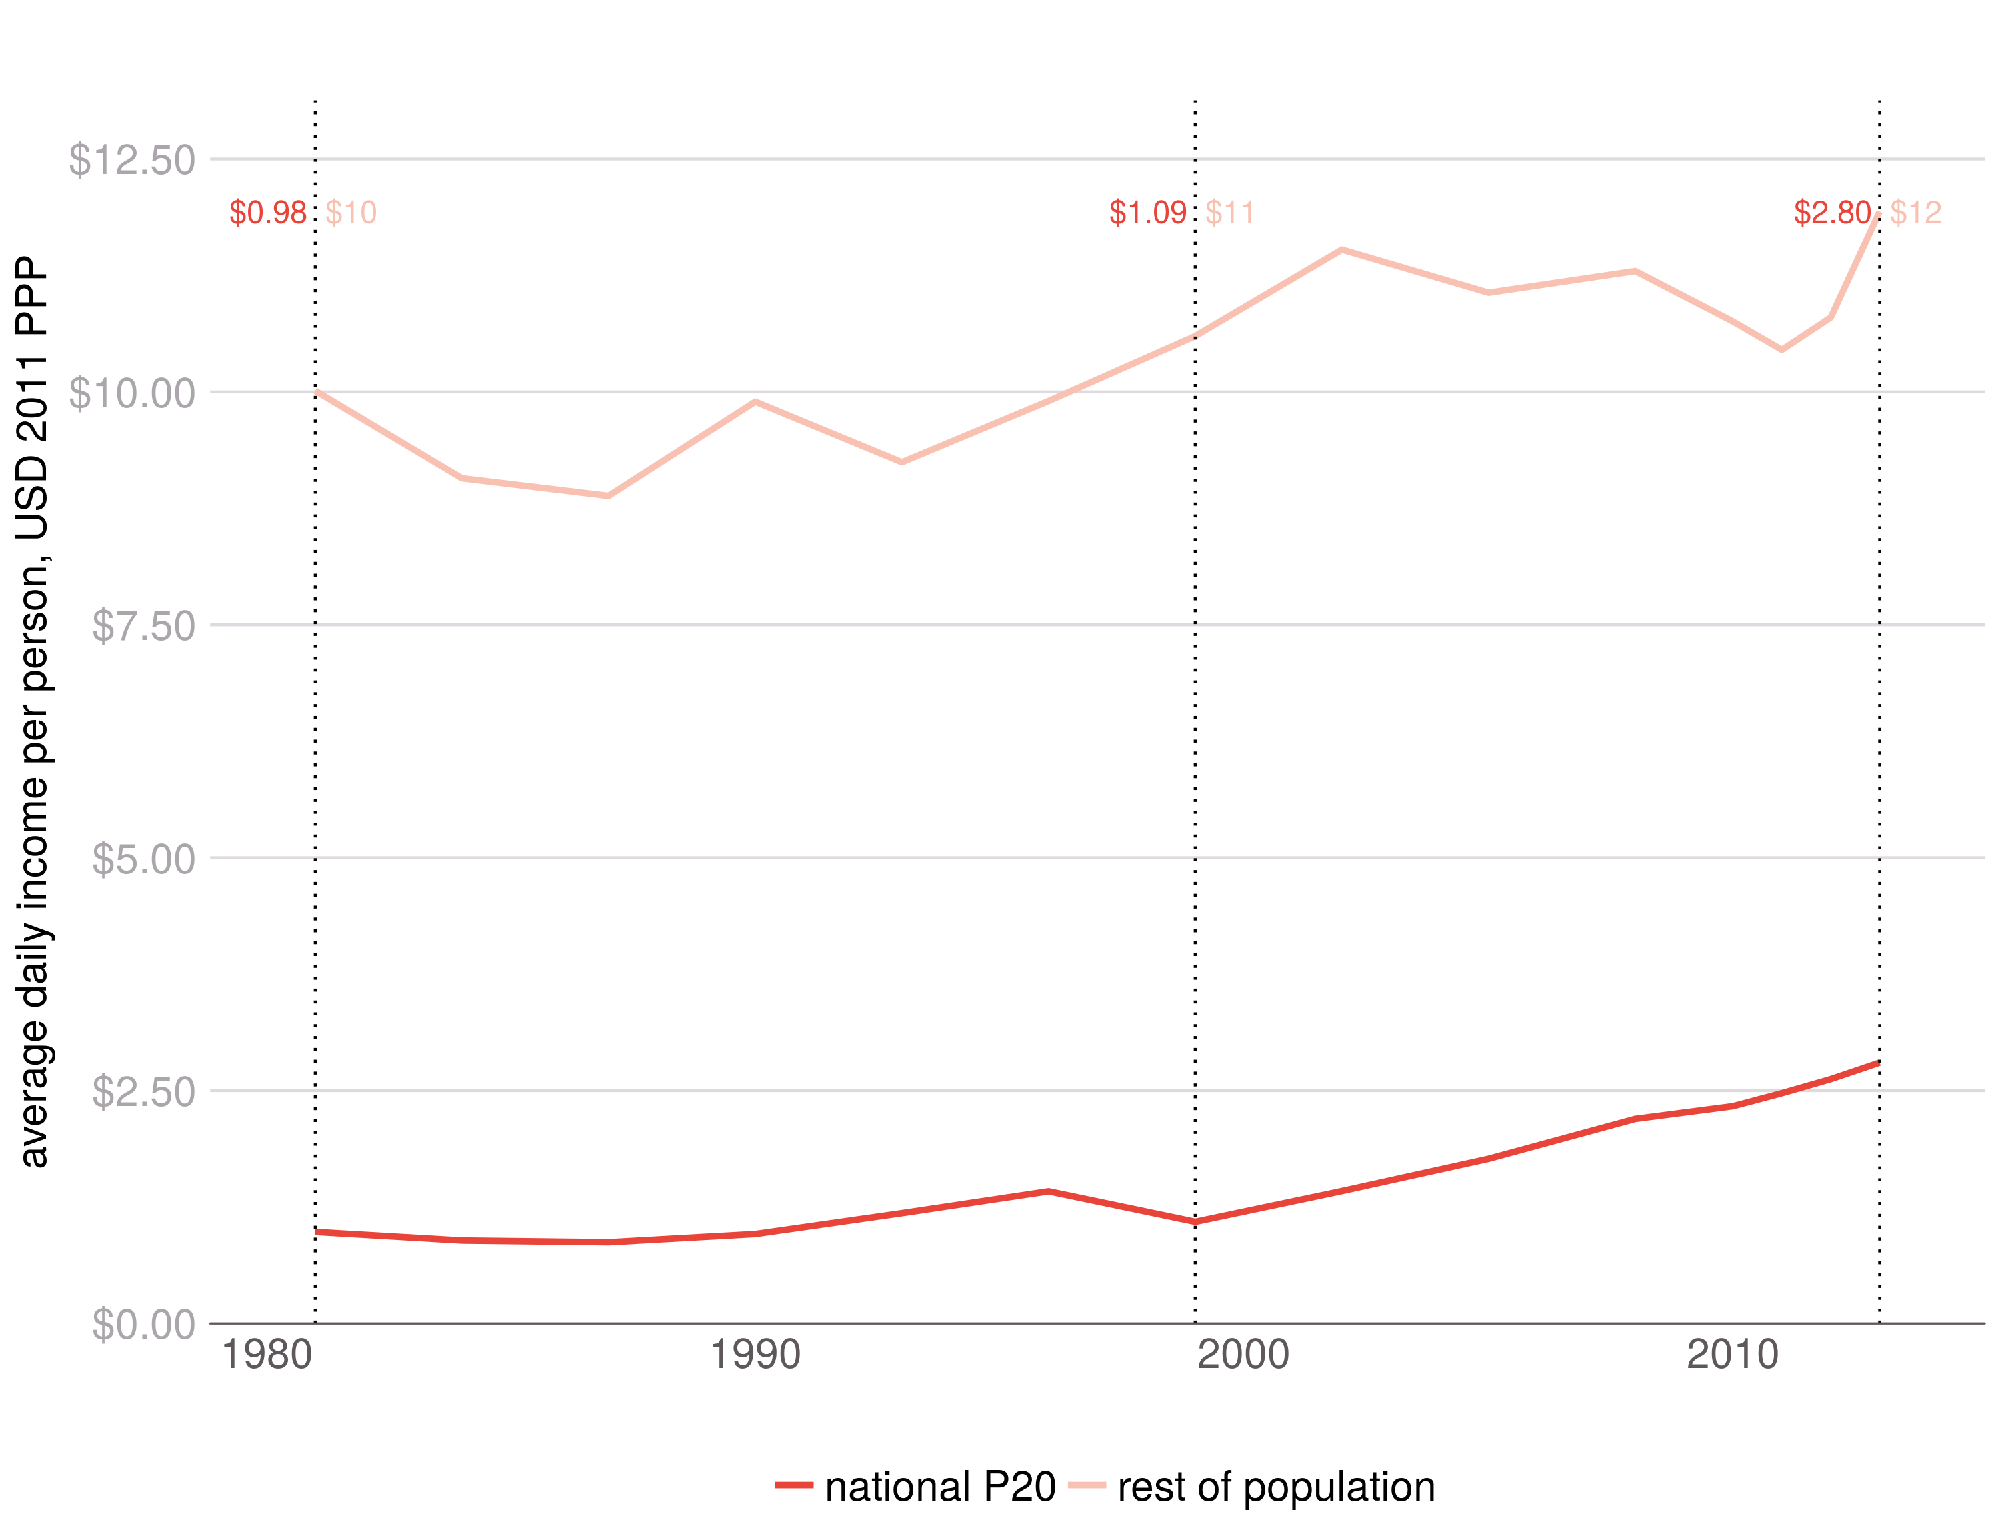 average daily income per person, USD 2011 PPP
$12.50
$0.98 $10 $1.09 $11 $2.80 $12
$10.00
$7.50
$5.00
$2.50
$0.00
1980 1990 2000 2010
national P20 rest of population